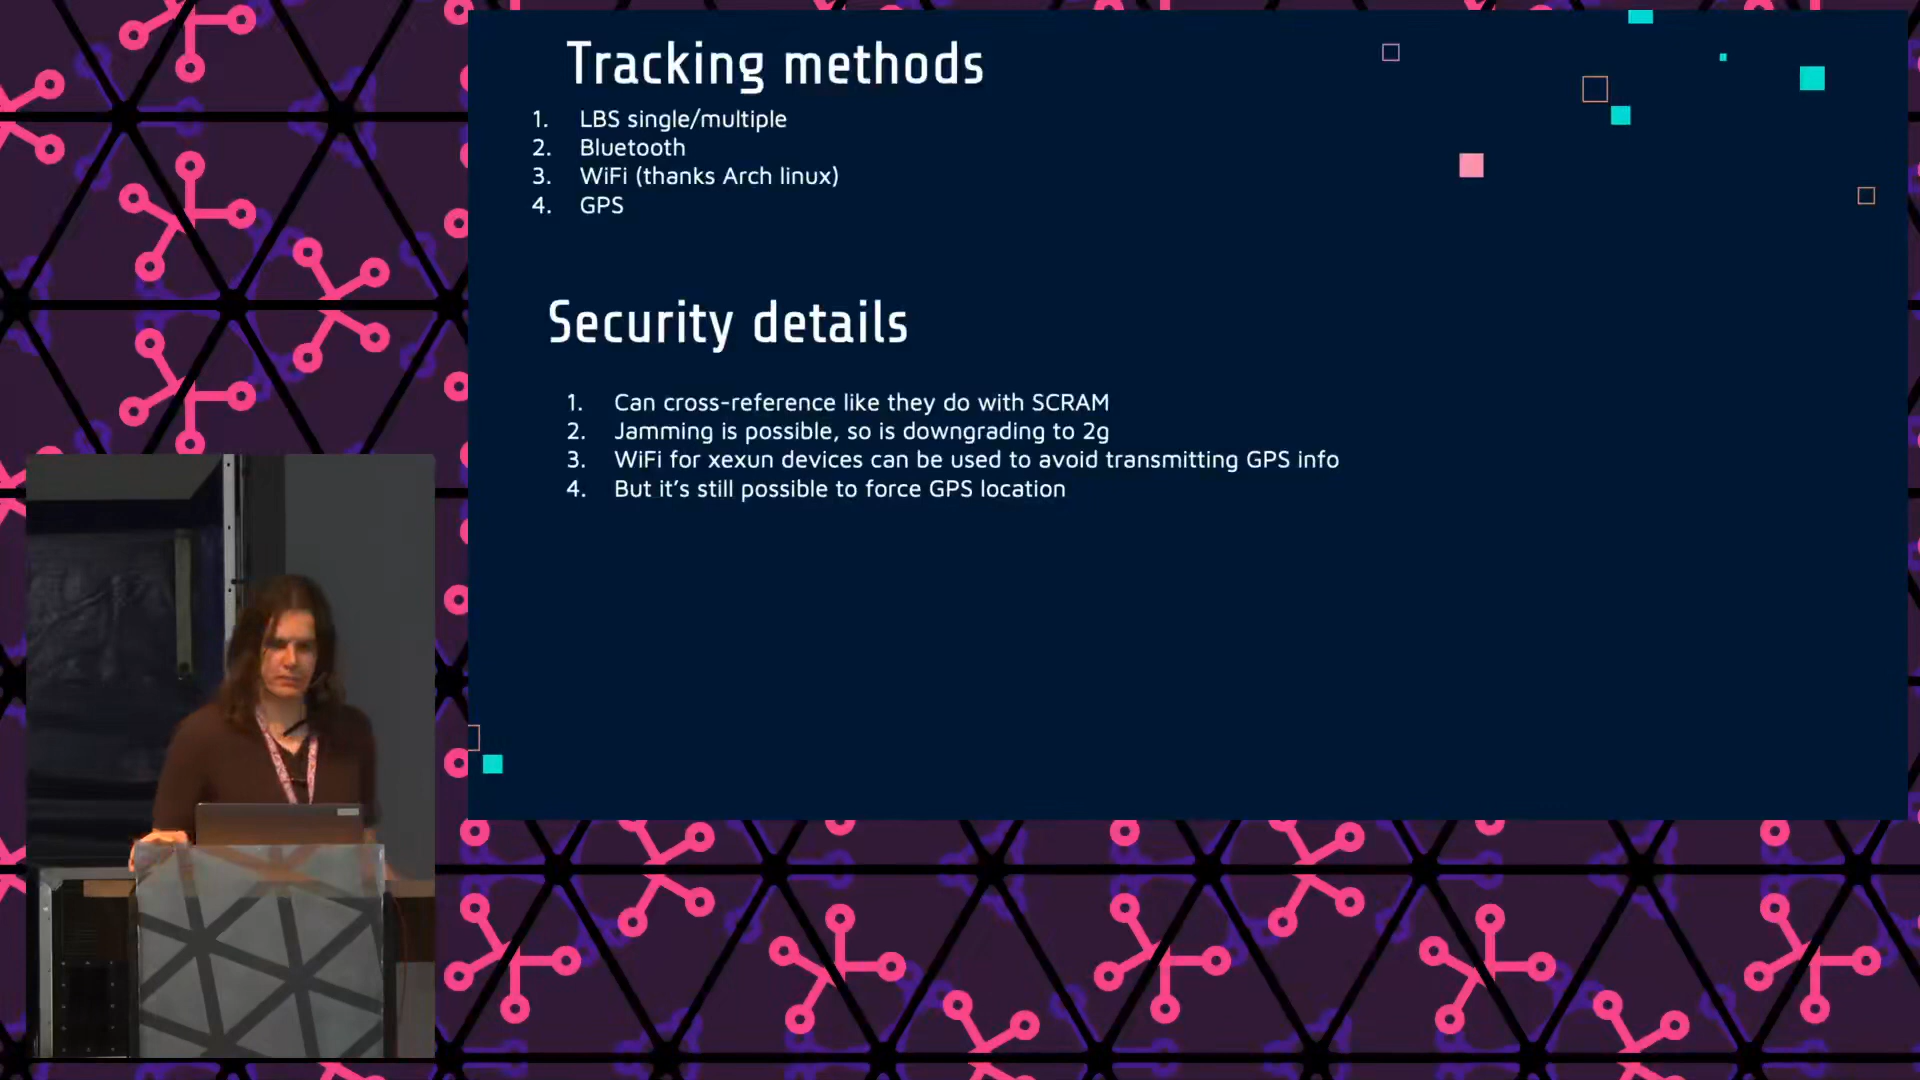 Tracking methods
1. LBS single/multiple
2. Bluetooth
3. WiFi (thanks Arch linux)
4. GPS
Security details
1. Can cross-reference like they do with SCRAM
2. Jamming is possible, so is downgrading to 2g
3. WiFi for xexun devices can be used to avoid transmitting GPS info
4. But it's still possible to force GPS location